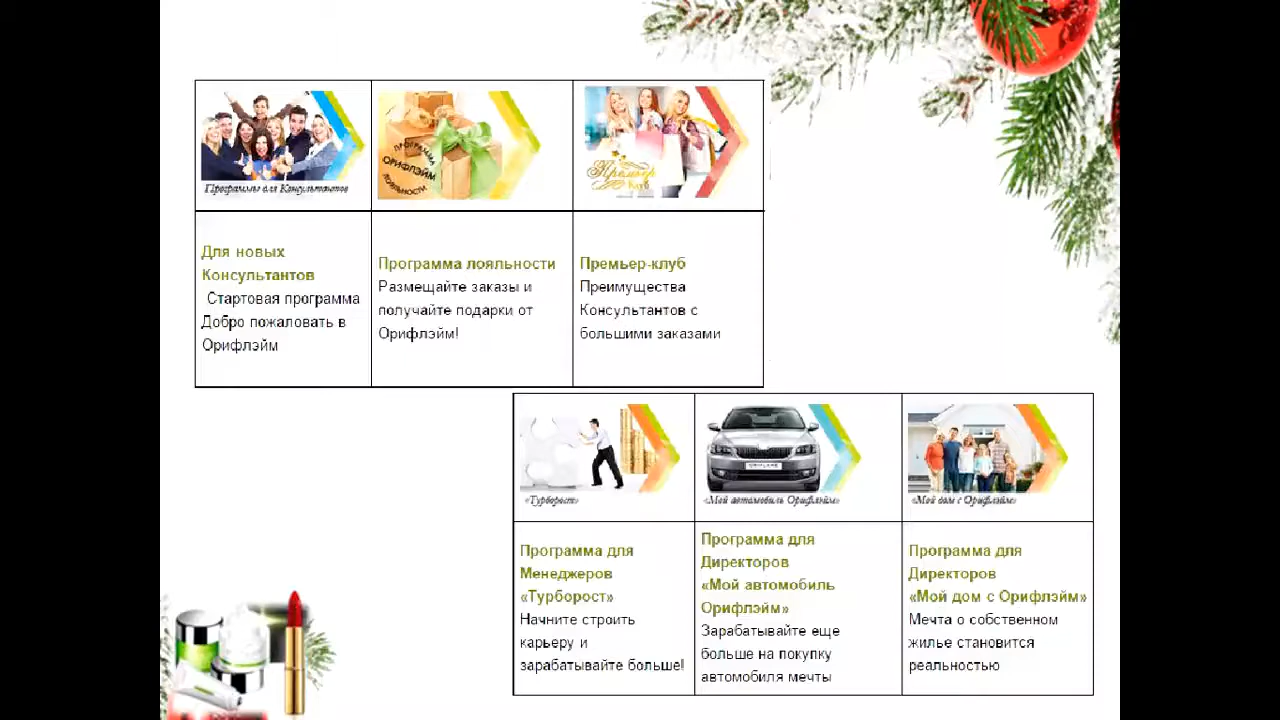 Программы для Консультантов
ПРОГРАММА
ОРИФЛЭЙМ
ЛОЯЛЬНОСТИ
Премьер
Клуб
Для новых
Консультантов
Стартовая программа
Добро пожаловать в
Орифлэйм
Программа лояльности
Размещайте заказы и
получайте подарки от
Орифлэйм!
Премьер-клуб
Преимущества
Консультантов с
большими заказами
«Турборост»
ORIFLAME
«Мой автомобиль Орифлэйм»
«Мой дом с Орифлэйм»
Программа для
Менеджеров
«Турборост»
Начните строить
карьеру и
зарабатывайте больше!
Программа для
Директоров
«Мой автомобиль
Орифлэйм»
Зарабатывайте еще
больше на покупку
автомобиля мечты
Программа для
Директоров
«Мой дом с Орифлэйм»
Мечта о собственном
жилье становится
реальностью